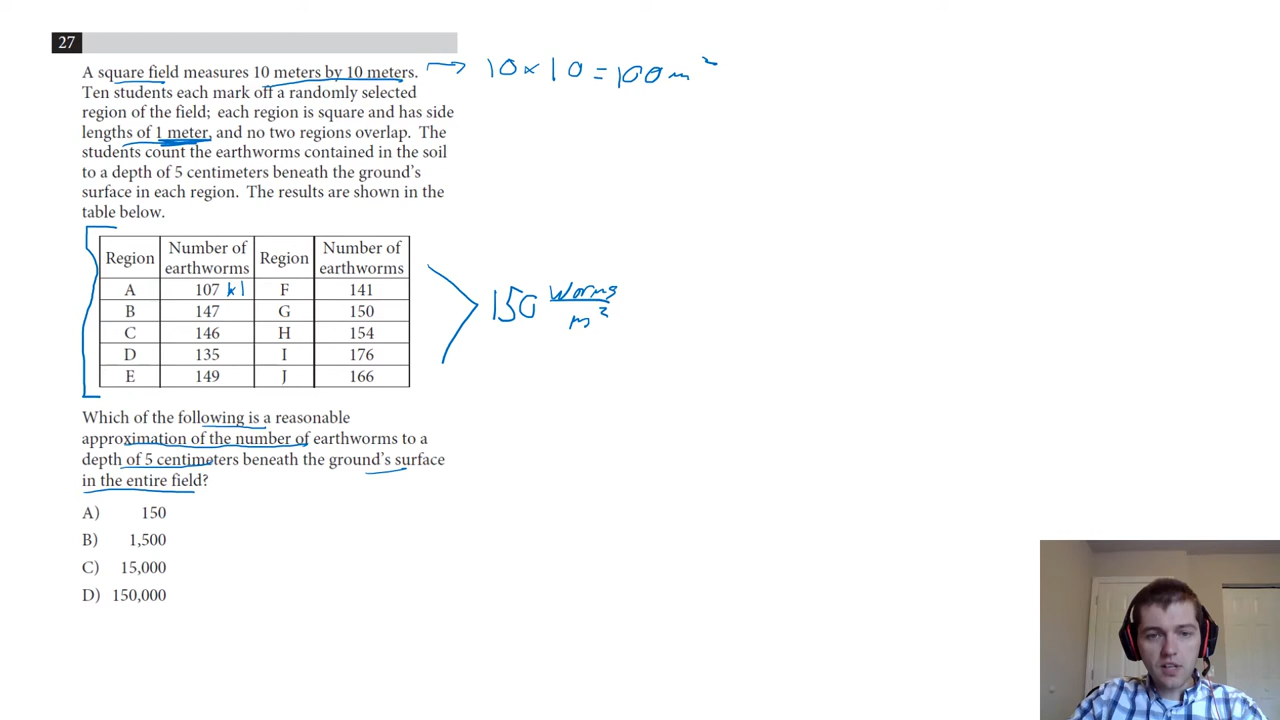 27
A square field measures 10 meters by 10 meters. → 10 × 10 = 100 m²
Ten students each mark off a randomly selected
region of the field; each region is square and has side
lengths of 1 meter, and no two regions overlap. The
students count the earthworms contained in the soil
to a depth of 5 centimeters beneath the ground's
surface in each region. The results are shown in the
table below.
Region Number of earthworms Region Number of earthworms
A 107 F 141
B 147 G 150
C 146 H 154
D 135 I 176
E 149 J 166
150 worms
m²
Which of the following is a reasonable
approximation of the number of earthworms to a
depth of 5 centimeters beneath the ground's surface
in the entire field?
A) 150
B) 1,500
C) 15,000
D) 150,000